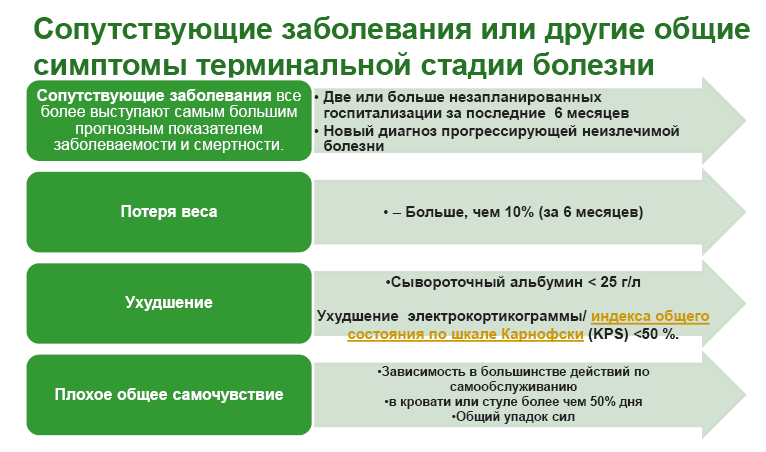 Сопутствующие заболевания или другие общие
симптомы терминальной стадии болезни
Сопутствующие заболевания все
более выступают самым большим
прогнозным показателем
заболеваемости и смертности.
• Две или больше незапланированных
госпитализации за последние 6 месяцев
• Новый диагноз прогрессирующей неизлечимой
болезни
Потеря веса
• – Больше, чем 10% (за 6 месяцев)
Ухудшение
•Сывороточный альбумин < 25 г/л
Ухудшение электрокортикограммы/ индекса общего
состояния по шкале Карнофски (KPS) <50 %.
Плохое общее самочувствие
•Зависимость в большинстве действий по
самообслуживанию
•в кровати или стуле более чем 50% дня
•Общий упадок сил